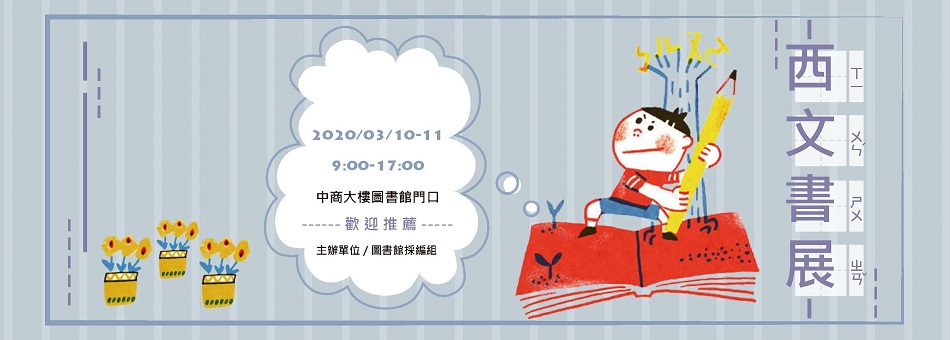 西文書展
ㄒㄧ
ㄨㄣˊ
ㄕㄨ
ㄓㄢˇ
2020/03/10-11
9:00-17:00
中商大樓圖書館門口
------歡迎推薦-----
主辦單位/圖書館採編組